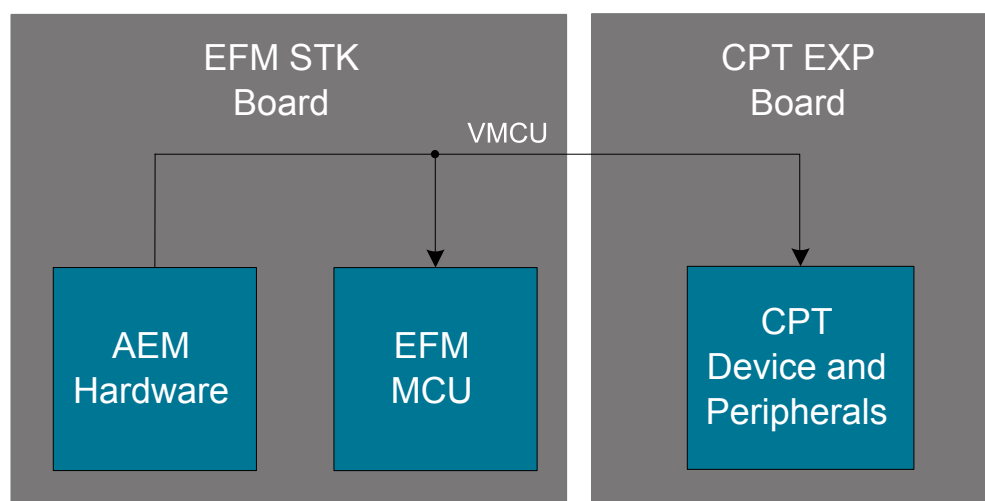 EFM STK
Board
CPT EXP
Board
VMCU
AEM
Hardware
EFM
MCU
CPT
Device and
Peripherals